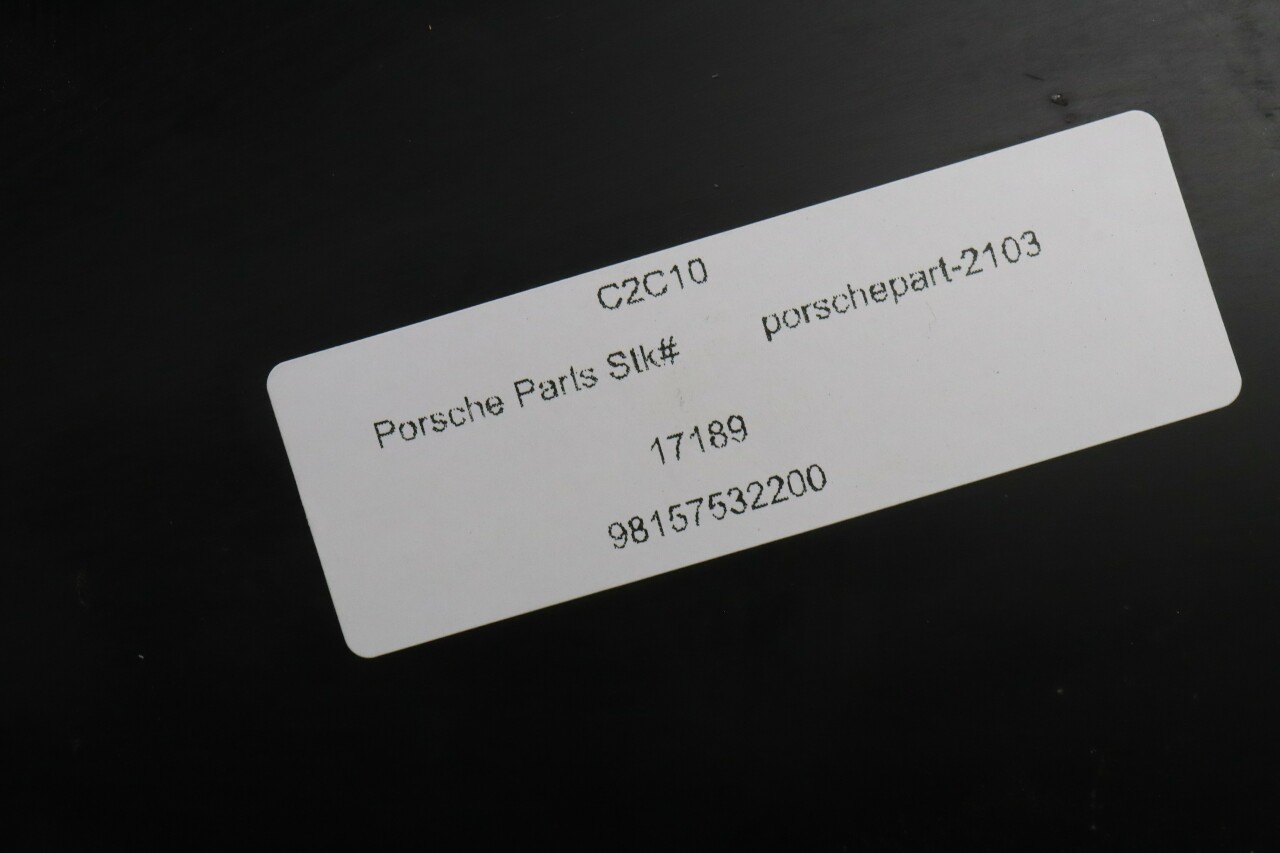 C2C10
Porsche Parts Stk# porschepart-2103
17189
98157532200